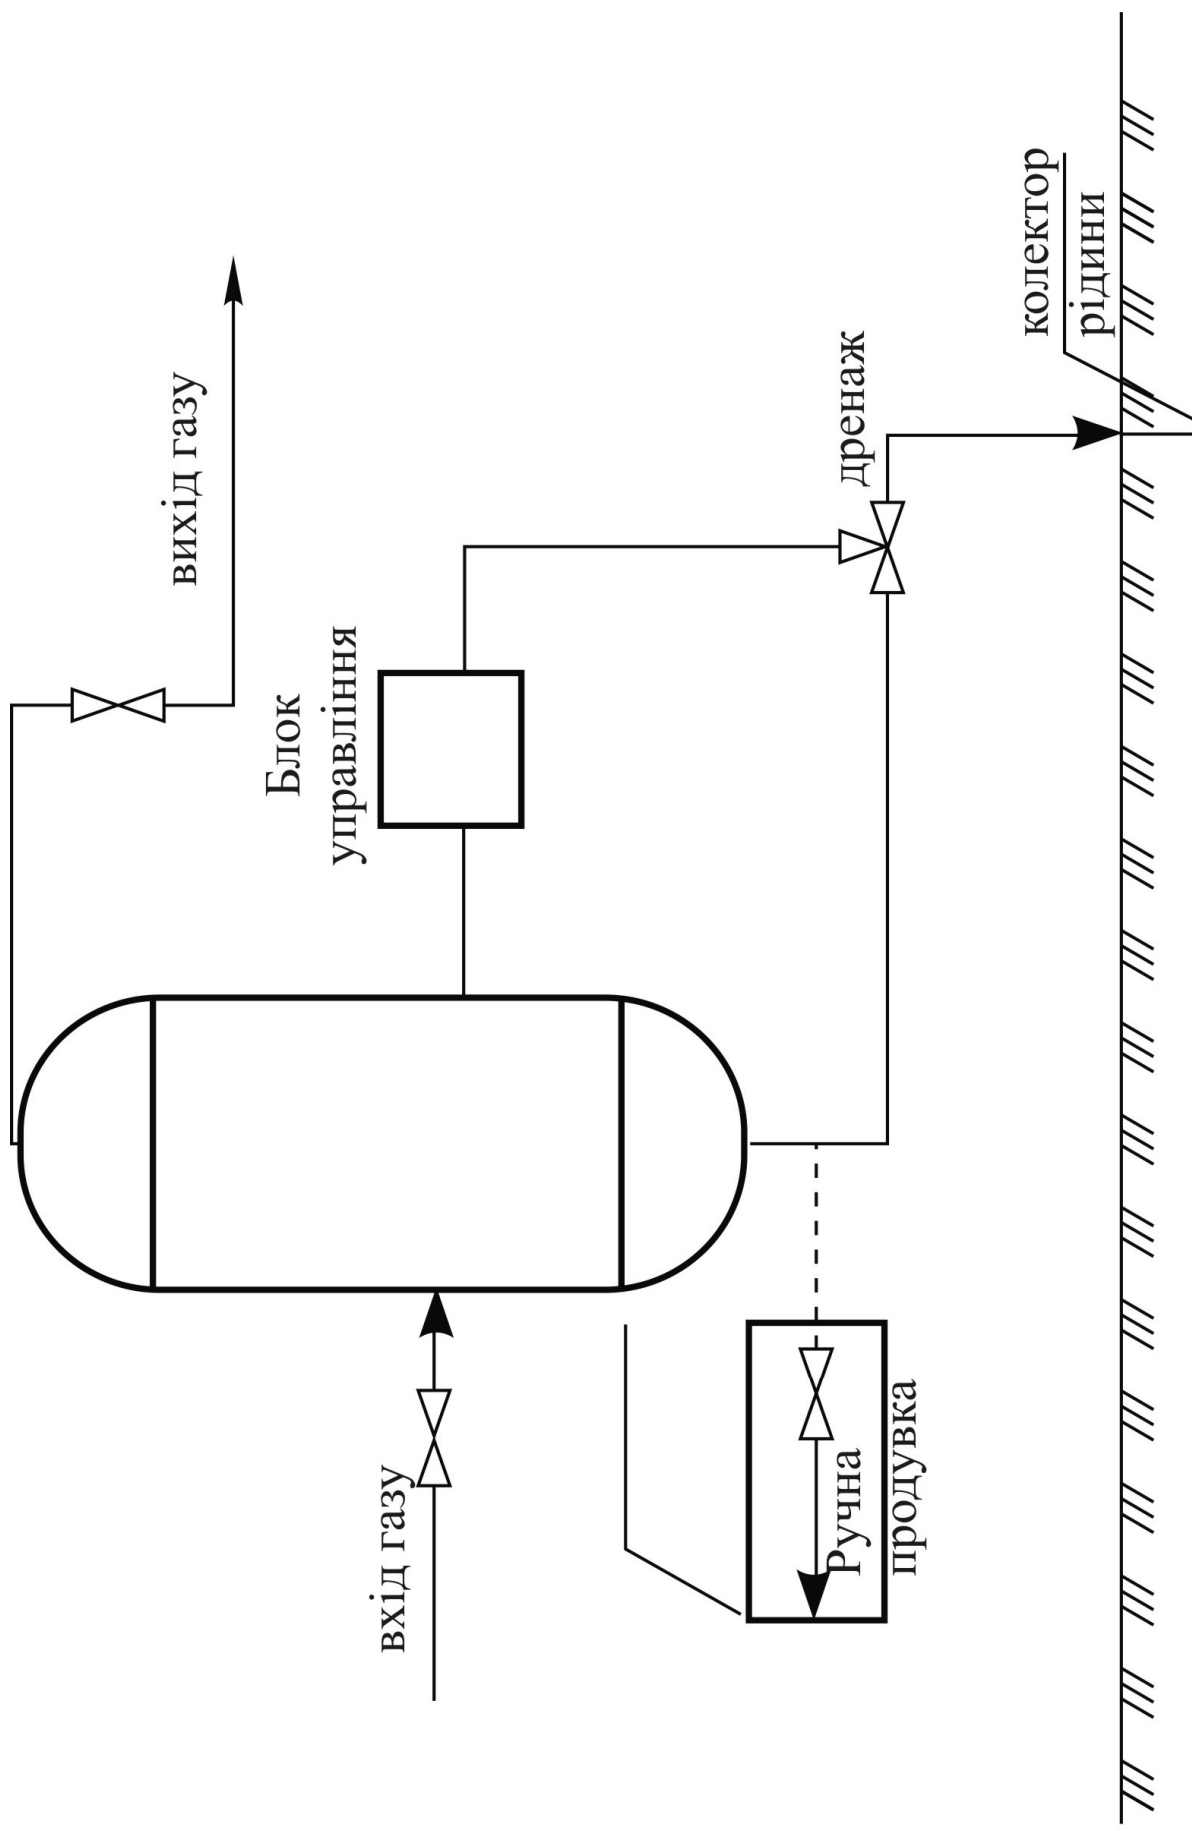 вихід газу
Блок
управління
вхід газу
дренаж
колектор
рідини
Ручна
продувка